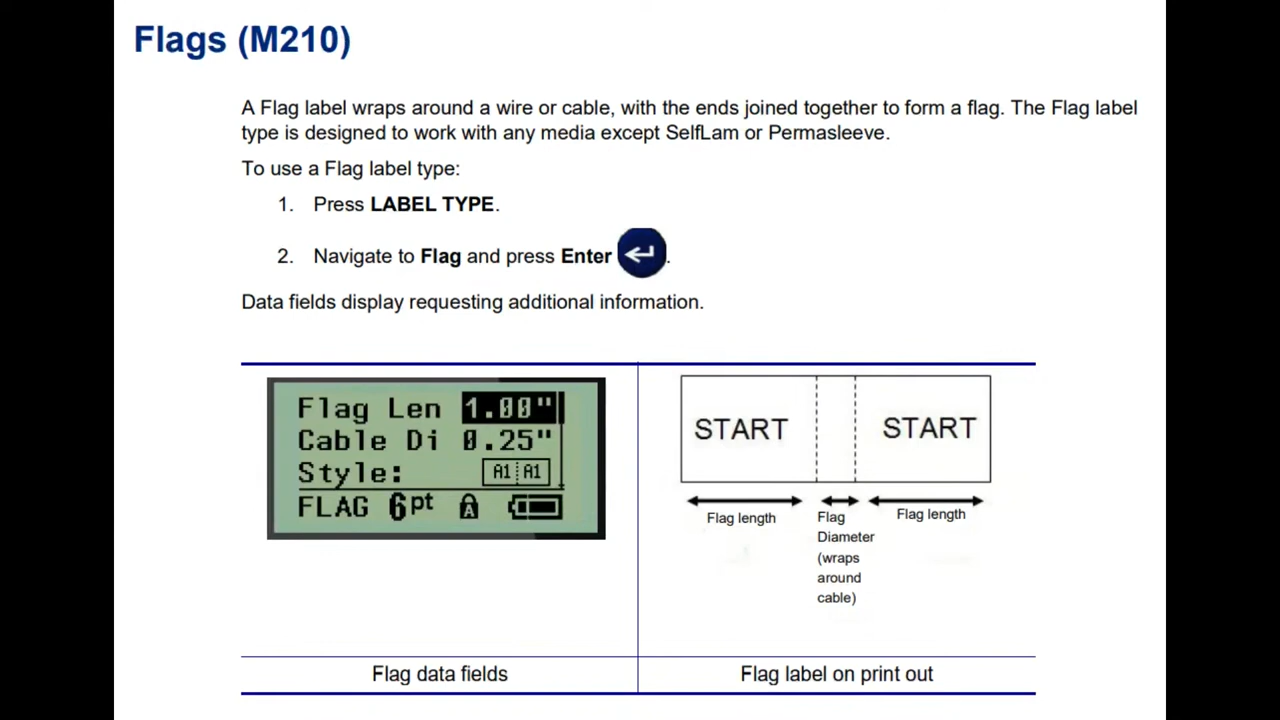 Flags (M210)
A Flag label wraps around a wire or cable, with the ends joined together to form a flag. The Flag label
type is designed to work with any media except SelfLam or Permasleeve.
To use a Flag label type:
1. Press LABEL TYPE.
2. Navigate to Flag and press Enter .
Data fields display requesting additional information.
Flag Len 1.00"
Cable Di 0.25"
Style: A1 A1
FLAG 6pt A
START START
Flag length
Flag
Diameter
(wraps
around
cable)
Flag length
Flag data fields
Flag label on print out